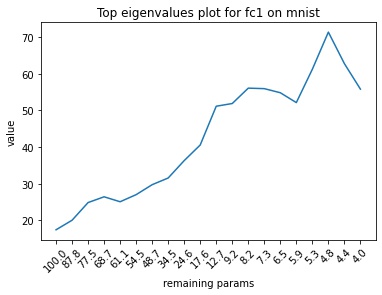 Top eigenvalues plot for fc1 on mnist
value
70
60
50
40
30
20
100.0 87.8 77.5 68.7 61.1 54.5 48.7 34.5 24.6 17.6 12.7 9.2 8.2 7.3 6.5 5.9 5.3 4.8 4.4 4.0
remaining params